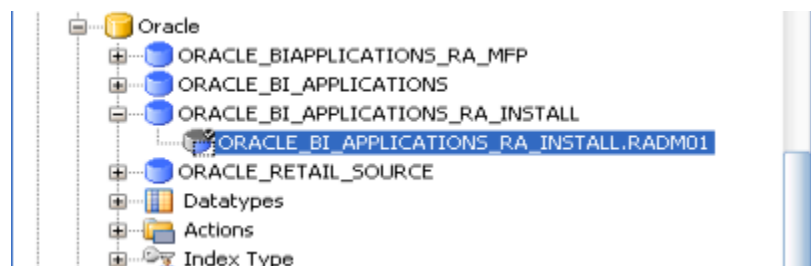 Oracle
ORACLE_BIAPPLICATIONS_RA_MFP
ORACLE_BI_APPLICATIONS
ORACLE_BI_APPLICATIONS_RA_INSTALL
ORACLE_BI_APPLICATIONS_RA_INSTALL.RADM01
ORACLE_RETAIL_SOURCE
Datatypes
Actions
Index Type